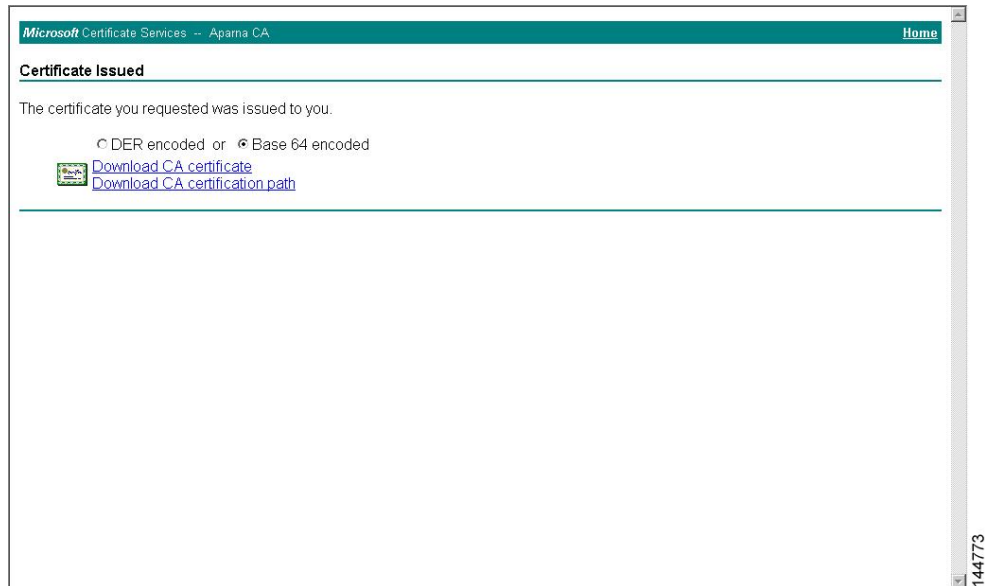 Microsoft Certificate Services -- Aparna CA Home
Certificate Issued
The certificate you requested was issued to you.
DER encoded or Base 64 encoded
Download CA certificate
Download CA certification path
144773